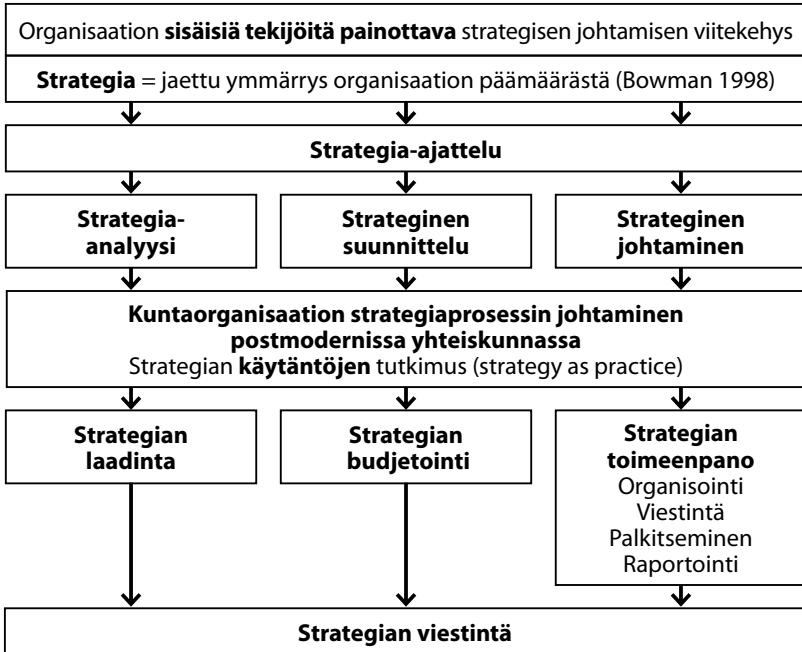 Organisaation sisäisiä tekijöitä painottava strategisen johtamisen viitekehys
Strategia = jaettu ymmärrys organisaation päämäärästä (Bowman 1998)
Strategia-ajattelu
Strategia-
analyysi
Strateginen
suunnittelu
Strateginen
johtaminen
Kuntaorganisaation strategiaprosessin johtaminen
postmodernissa yhteiskunnassa
Strategian käytäntöjen tutkimus (strategy as practice)
Strategian
laadinta
Strategian
budjetointi
Strategian
toimeenpano
Organisointi
Viestintä
Palkitseminen
Raportointi
Strategian viestintä